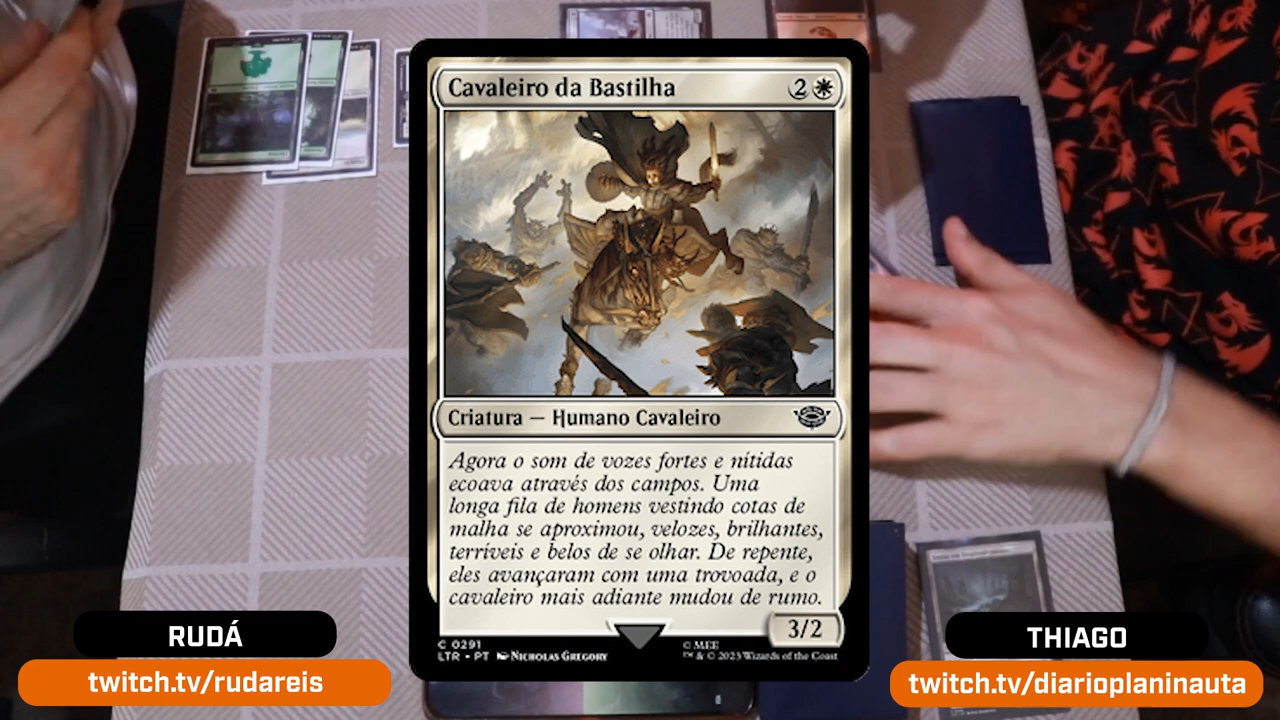 Cavaleiro da Bastilha 2
Criatura — Humano Cavaleiro
Agora o som de vozes fortes e nítidas
ecoava através dos campos. Uma
longa fila de homens vestindo cotas de
malha se aproximou, velozes, brilhantes,
terríveis e belos de se olhar. De repente,
eles avançaram com uma trovoada, e o
cavaleiro mais adiante mudou de rumo.
3/2
C 0291
LTR • PT NICHOLAS GREGORY
© MEE
™ & © 2023 Wizards of the Coast
RUDÁ
twitch.tv/rudareis
THIAGO
twitch.tv/diarioplaninauta